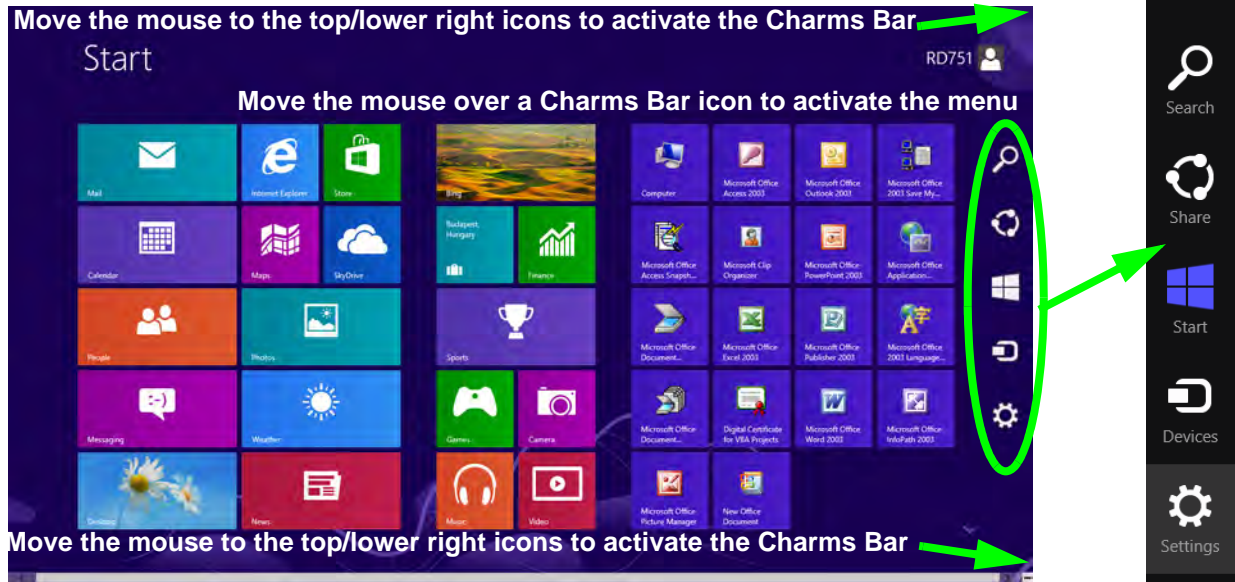 Move the mouse to the top/lower right icons to activate the Charms Bar
Start
RD751
Move the mouse over a Charms Bar icon to activate the menu
Mail
Internet Explorer
Store
Bing
Computer
Microsoft Office
Access 2003
Microsoft Office
Outlook 2003
Microsoft Office
2003 Save My...
Calendar
Maps
SkyDrive
Budapest,
Hungary
Finance
Microsoft Office
Access Snapsh...
Microsoft Clip
Organizer
Microsoft Office
PowerPoint 2003
Microsoft Office
Application...
People
Photos
Sports
Microsoft Office
Document...
Microsoft Office
Excel 2003
Microsoft Office
Publisher 2003
Microsoft Office
2003 Language...
Messaging
:-)
Weather
Games
Camera
Microsoft Office
Document...
Digital Certificate
for VBA Projects
Microsoft Office
Word 2003
Microsoft Office
InfoPath 2003
Desktop
News
Music
Video
Microsoft Office
Picture Manager
New Office
Document
Move the mouse to the top/lower right icons to activate the Charms Bar
Search
Share
Start
Devices
Settings